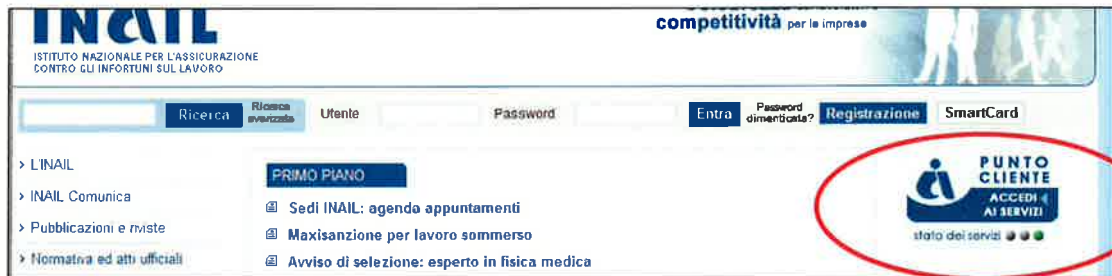 INAIL
ISTITUTO NAZIONALE PER L'ASSICURAZIONE
CONTRO GLI INFORTUNI SUL LAVORO
competitività per le imprese
Ricerca
Ricerca
avanzata
Utente
Password
Entra
Password
dimenticata?
Registrazione
SmartCard
> L'INAIL
> INAIL Comunica
> Pubblicazioni e riviste
> Normativa ed atti ufficiali
PRIMO PIANO
Sedi INAIL: agenda appuntamenti
Maxisanzione per lavoro sommerso
Avviso di selezione: esperto in fisica medica
PUNTO
CLIENTE
ACCEDI
AI SERVIZI
stato dei servizi